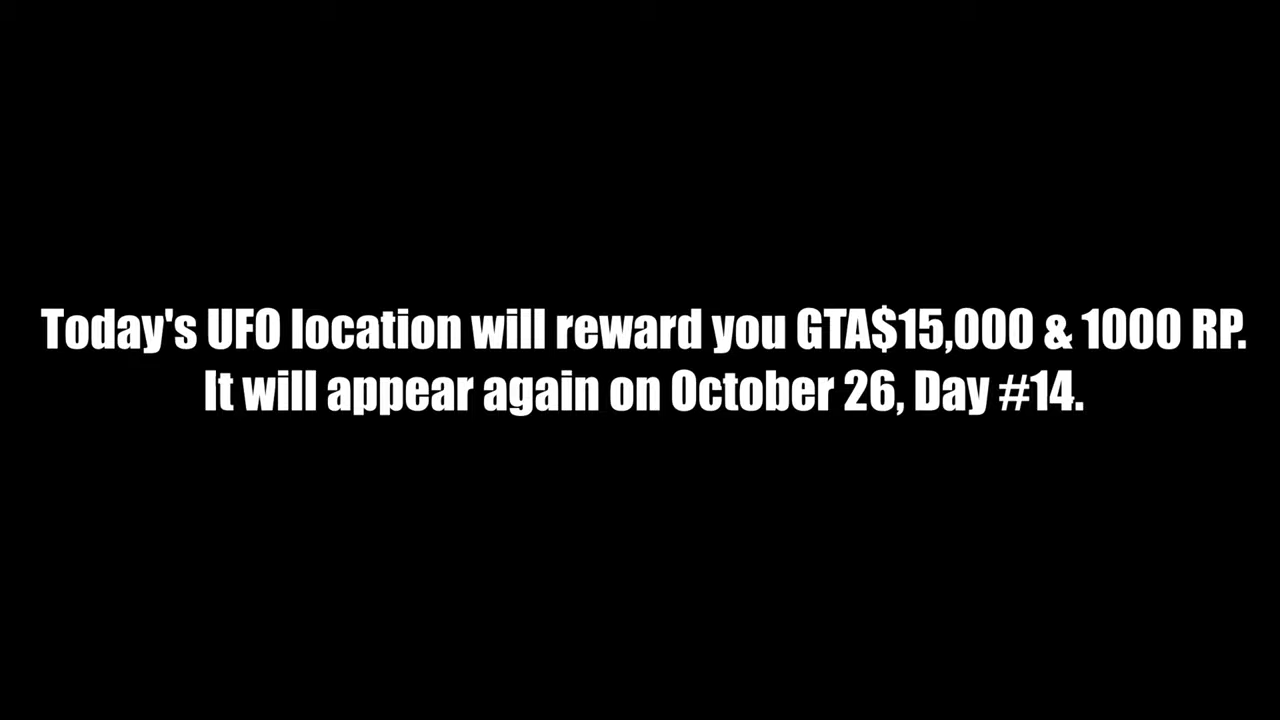 Today's UFO location will reward you GTA$15,000 & 1000 RP.
It will appear again on October 26, Day #14.